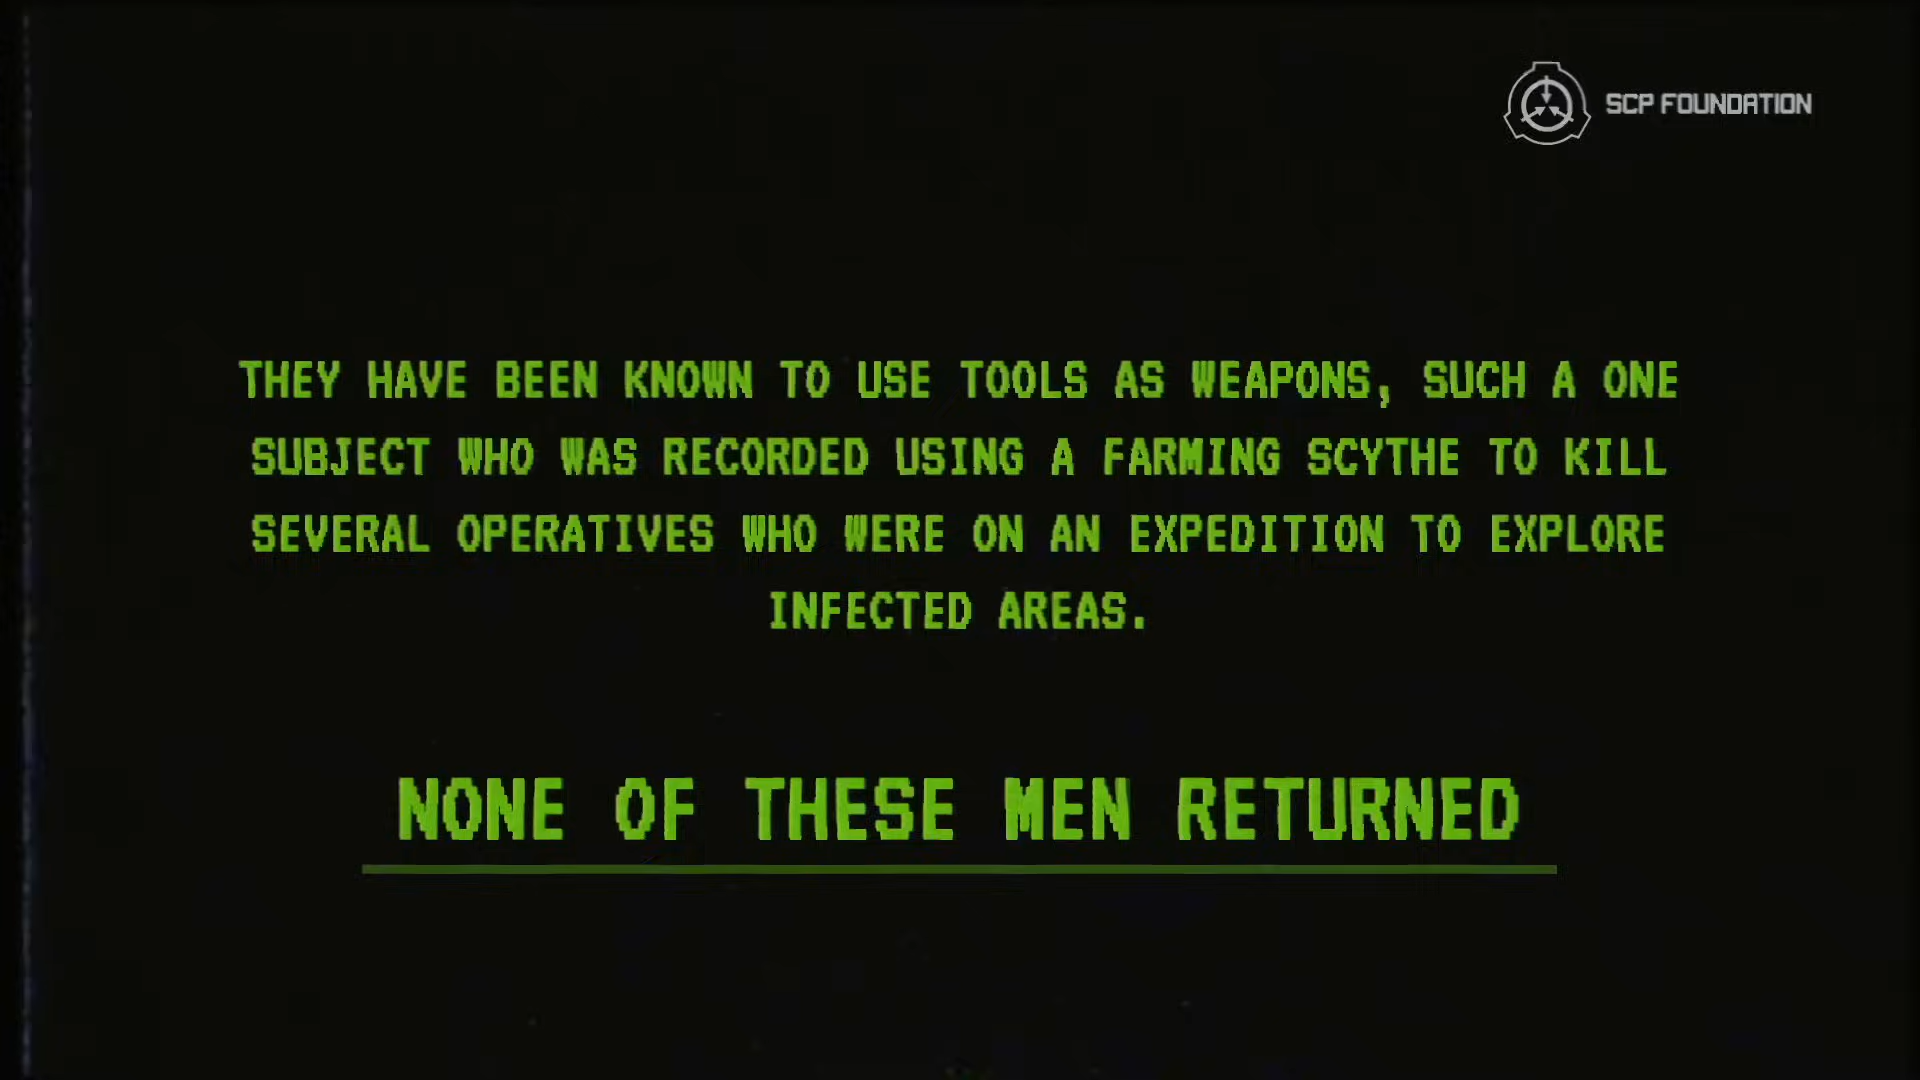 SCP FOUNDATION
THEY HAVE BEEN KNOWN TO USE TOOLS AS WEAPONS, SUCH A ONE
SUBJECT WHO WAS RECORDED USING A FARMING SCYTHE TO KILL
SEVERAL OPERATIVES WHO WERE ON AN EXPEDITION TO EXPLORE
INFECTED AREAS.
NONE OF THESE MEN RETURNED